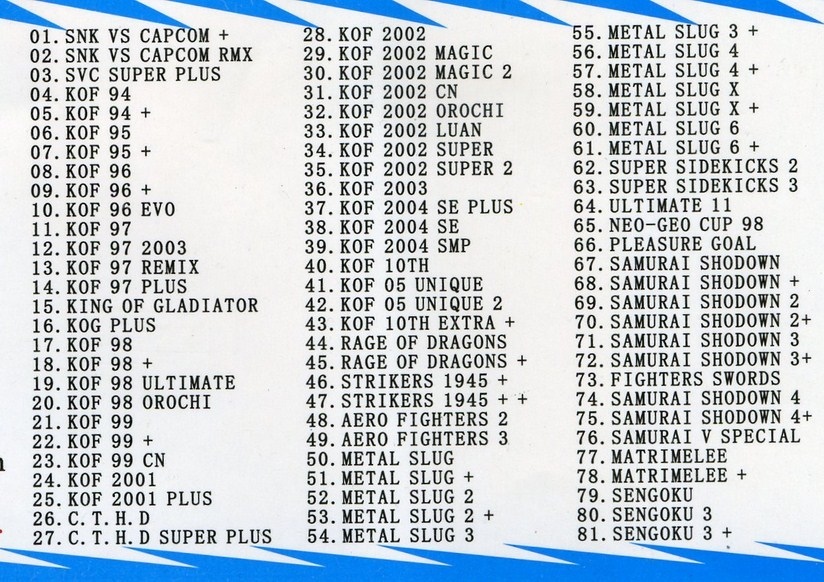 01. SNK VS CAPCOM +
02. SNK VS CAPCOM RMX
03. SVC SUPER PLUS
04. KOF 94
05. KOF 94 +
06. KOF 95
07. KOF 95 +
08. KOF 96
09. KOF 96 +
10. KOF 96 EVO
11. KOF 97
12. KOF 97 2003
13. KOF 97 REMIX
14. KOF 97 PLUS
15. KING OF GLADIATOR
16. KOG PLUS
17. KOF 98
18. KOF 98 +
19. KOF 98 ULTIMATE
20. KOF 98 OROCHI
21. KOF 99
22. KOF 99 +
23. KOF 99 CN
24. KOF 2001
25. KOF 2001 PLUS
26. C. T. H. D
27. C. T. H. D SUPER PLUS
28. KOF 2002
29. KOF 2002 MAGIC
30. KOF 2002 MAGIC 2
31. KOF 2002 CN
32. KOF 2002 OROCHI
33. KOF 2002 LUAN
34. KOF 2002 SUPER
35. KOF 2002 SUPER 2
36. KOF 2003
37. KOF 2004 SE PLUS
38. KOF 2004 SE
39. KOF 2004 SMP
40. KOF 10TH
41. KOF 05 UNIQUE
42. KOF 05 UNIQUE 2
43. KOF 10TH EXTRA +
44. RAGE OF DRAGONS
45. RAGE OF DRAGONS +
46. STRIKERS 1945 +
47. STRIKERS 1945 + +
48. AERO FIGHTERS 2
49. AERO FIGHTERS 3
50. METAL SLUG
51. METAL SLUG +
52. METAL SLUG 2
53. METAL SLUG 2 +
54. METAL SLUG 3
55. METAL SLUG 3 +
56. METAL SLUG 4
57. METAL SLUG 4 +
58. METAL SLUG X
59. METAL SLUG X +
60. METAL SLUG 6
61. METAL SLUG 6 +
62. SUPER SIDEKICKS 2
63. SUPER SIDEKICKS 3
64. ULTIMATE 11
65. NEO-GEO CUP 98
66. PLEASURE GOAL
67. SAMURAI SHODOWN
68. SAMURAI SHODOWN +
69. SAMURAI SHODOWN 2
70. SAMURAI SHODOWN 2+
71. SAMURAI SHODOWN 3
72. SAMURAI SHODOWN 3+
73. FIGHTERS SWORDS
74. SAMURAI SHODOWN 4
75. SAMURAI SHODOWN 4+
76. SAMURAI V SPECIAL
77. MATRIMELEE
78. MATRIMELEE +
79. SENGOKU
80. SENGOKU 3
81. SENGOKU 3 +